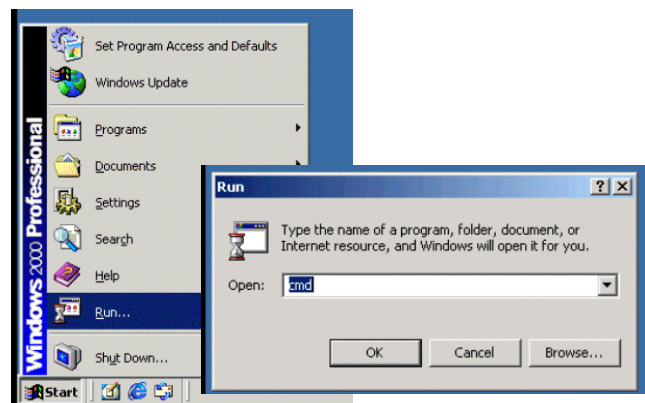 Set Program Access and Defaults
Windows Update
Programs
Documents
Settings
Search
Help
Run...
Shut Down...
Windows 2000 Professional
Start
Run
Type the name of a program, folder, document, or
Internet resource, and Windows will open it for you.
Open: cmd
OK Cancel Browse...